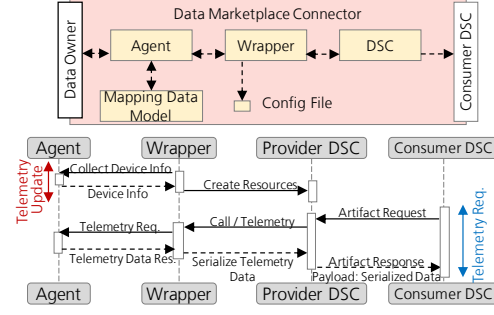 Data Marketplace Connector
Data Owner
Agent
Wrapper
DSC
Consumer DSC
Mapping Data
Model
Config File
Agent
Wrapper
Provider DSC
Consumer DSC
Telemetry
Update
Collect Device Info
Device Info
Create Resources
Telemetry Req.
Call / Telemetry
Artifact Request
Telemetry Req.
Telemetry Data Res.
Serialize Telemetry
Data
Artifact Response
Payload: Serialized Data
Agent
Wrapper
Provider DSC
Consumer DSC